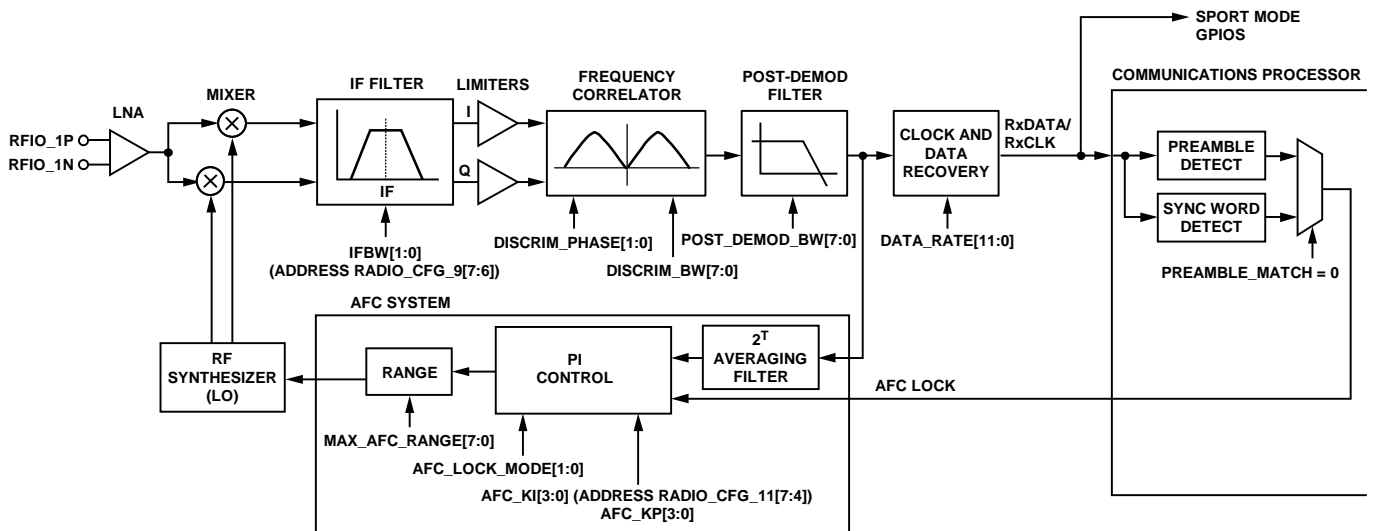 SPORT MODE
GPIOS
COMMUNICATIONS PROCESSOR
LNA
MIXER
IF FILTER
LIMITERS
FREQUENCY
CORRELATOR
POST-DEMOD
FILTER
RFIO_1P
RFIO_1N
I
Q
IF
CLOCK AND
DATA
RECOVERY
RxDATA/
RxCLK
PREAMBLE
DETECT
SYNC WORD
DETECT
IFBW[1:0]
(ADDRESS RADIO_CFG_9[7:6])
DISCRIM_PHASE[1:0]
DISCRIM_BW[7:0]
POST_DEMOD_BW[7:0]
DATA_RATE[11:0]
PREAMBLE_MATCH = 0
AFC SYSTEM
RF
SYNTHESIZER
(LO)
RANGE
PI
CONTROL
2T
AVERAGING
FILTER
AFC LOCK
MAX_AFC_RANGE[7:0]
AFC_LOCK_MODE[1:0]
AFC_KI[3:0] (ADDRESS RADIO_CFG_11[7:4])
AFC_KP[3:0]